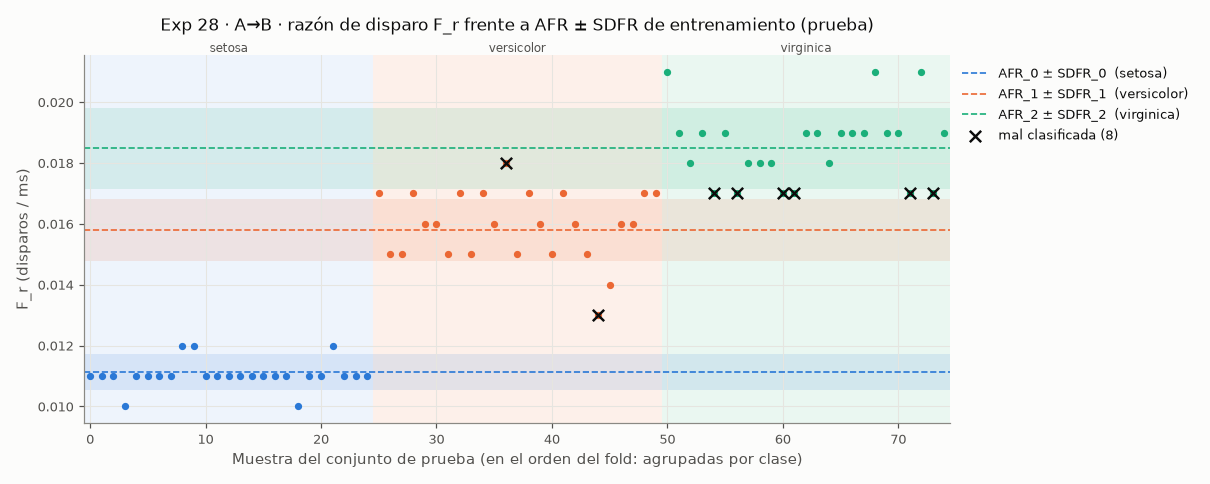 Exp 28 · A→B · razón de disparo F_r frente a AFR ± SDFR de entrenamiento (prueba)
setosa
versicolor
virginica
AFR_0 ± SDFR_0 (setosa)
AFR_1 ± SDFR_1 (versicolor)
AFR_2 ± SDFR_2 (virginica)
mal clasificada (8)
F_r (disparos / ms)
0.020
0.018
0.016
0.014
0.012
0.010
0
10
20
30
40
50
60
70
Muestra del conjunto de prueba (en el orden del fold: agrupadas por clase)